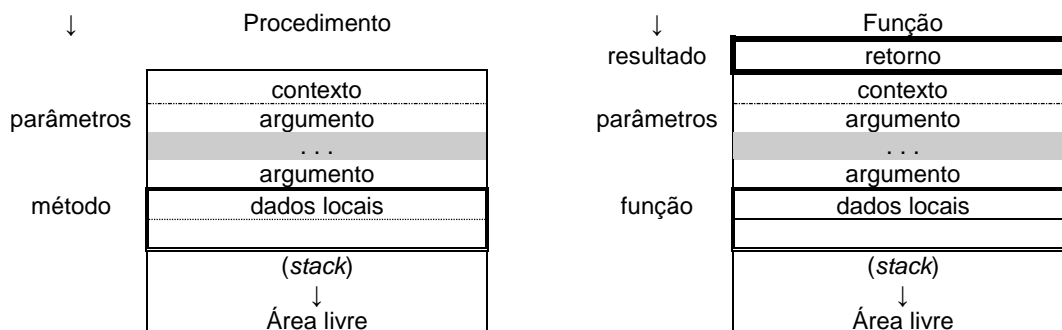 ↓ Procedimento
contexto
parâmetros argumento
. . .
argumento
método dados locais
(stack)
↓
Área livre
↓ Função
resultado retorno
contexto
parâmetros argumento
. . .
argumento
função dados locais
(stack)
↓
Área livre